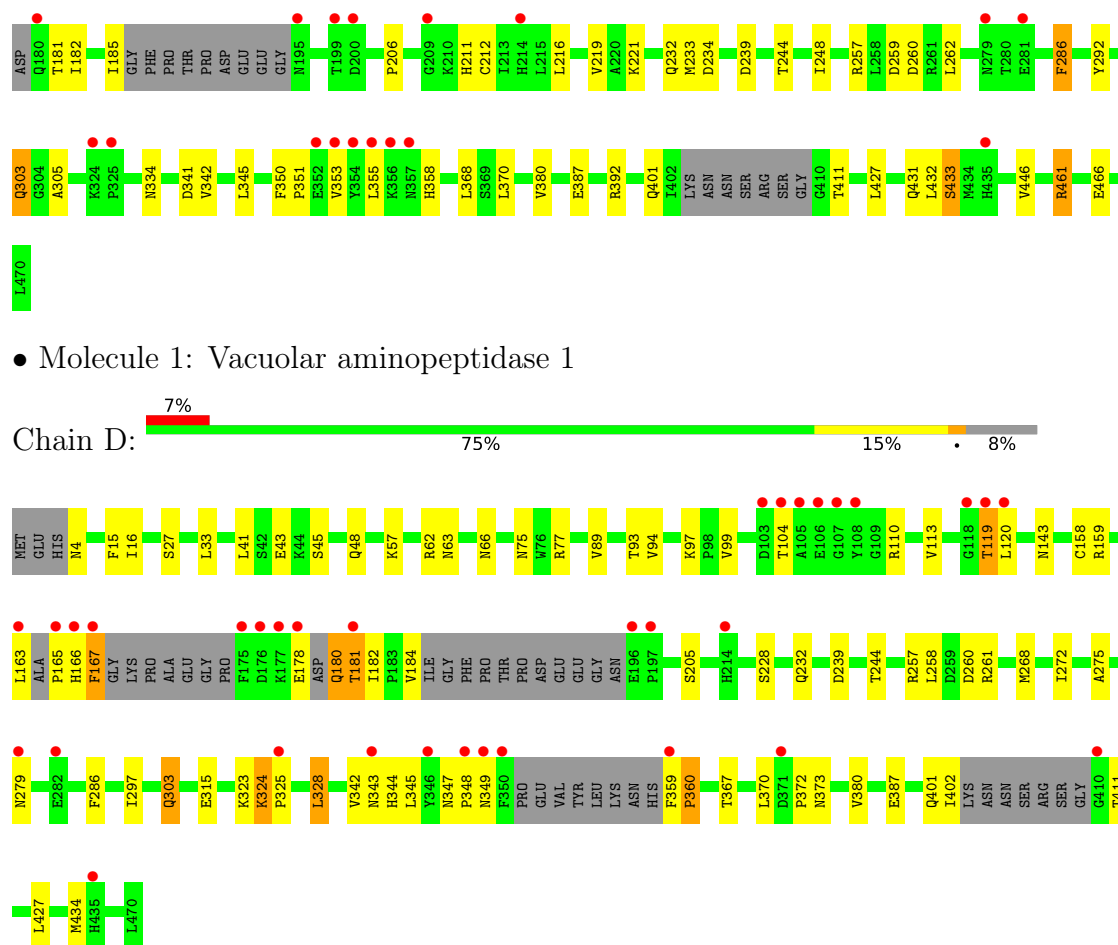 ASP Q180 T181 I182 I185 GLY PHE PRO THR PRO ASP GLU GLU GLY N195 T199 D200 P206 G209 K210 H211 C212 I213 H214 L215 L216 V219 A220 K221 Q232 M233 D234 D239 T244 I248 R257 L258 D259 D260 R261 L262 N279 T280 E281 F286 Y292
Q303 G304 A305 K324 P325 N334 D341 V342 L345 F350 P351 E352 V353 Y354 L355 K356 N357 H358 L368 S369 L370 V380 E387 R392 Q401 I402 LYS ASN ASN SER ARG SER GLY G410 T411 L427 Q431 L432 S433 M434 H435 V446 R461 E466
L470
• Molecule 1: Vacuolar aminopeptidase 1
7%
Chain D:
75% 15% • 8%
MET GLU HIS N4 F15 I16 S27 L33 L41 S42 E43 K44 S45 Q48 K57 R62 N63 N66 N75 W76 R77 V89 T93 V94 K97 P98 V99 D103 T104 A105 E106 G107 Y108 G109 R110 V113 G118 T119 L120 N143 C158 R159
L163 ALA P165 H166 F167 GLY LYS PRO ALA GLU GLY PRO F175 D176 K177 E178 ASP Q180 T181 I182 P183 V184 ILE GLY PHE PRO THR PRO ASP GLU GLU GLY ASN E196 P197 S205 H214 S228 Q232 D239 T244 R257 L258 D259 D260 R261 M268 I272 A275
N279 E282 F286 I297 Q303 E315 K323 K324 P325 L328 V342 N343 H344 L345 Y346 N347 P348 N349 F350 PRO GLU VAL TYR LEU LYS ASN HIS F359 P360 T367 L370 D371 P372 N373 V380 E387 Q401 I402 LYS ASN ASN SER ARG SER GLY G410 T411
L427 M434 H435 L470